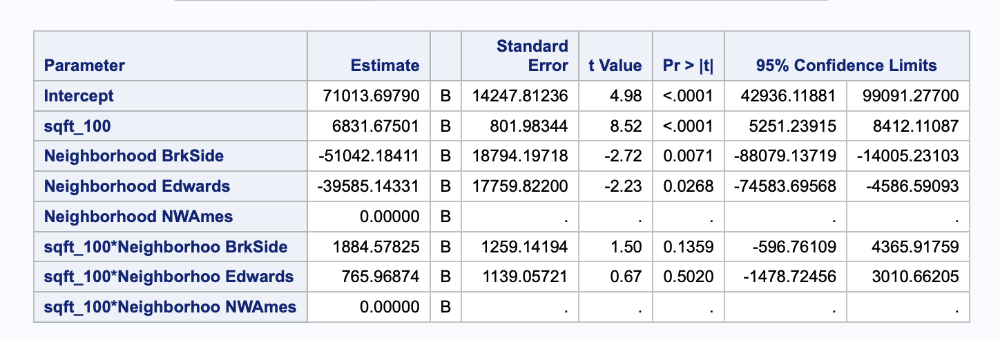 Parameter Estimate Standard Error t Value Pr > |t| 95% Confidence Limits
Intercept 71013.69790 B 14247.81236 4.98 <.0001 42936.11881 99091.27700
sqft_100 6831.67501 B 801.98344 8.52 <.0001 5251.23915 8412.11087
Neighborhood BrkSide -51042.18411 B 18794.19718 -2.72 0.0071 -88079.13719 -14005.23103
Neighborhood Edwards -39585.14331 B 17759.82200 -2.23 0.0268 -74583.69568 -4586.59093
Neighborhood NWAmes 0.00000 B . . . . .
sqft_100*Neighborhoo BrkSide 1884.57825 B 1259.14194 1.50 0.1359 -596.76109 4365.91759
sqft_100*Neighborhoo Edwards 765.96874 B 1139.05721 0.67 0.5020 -1478.72456 3010.66205
sqft_100*Neighborhoo NWAmes 0.00000 B . . . . .